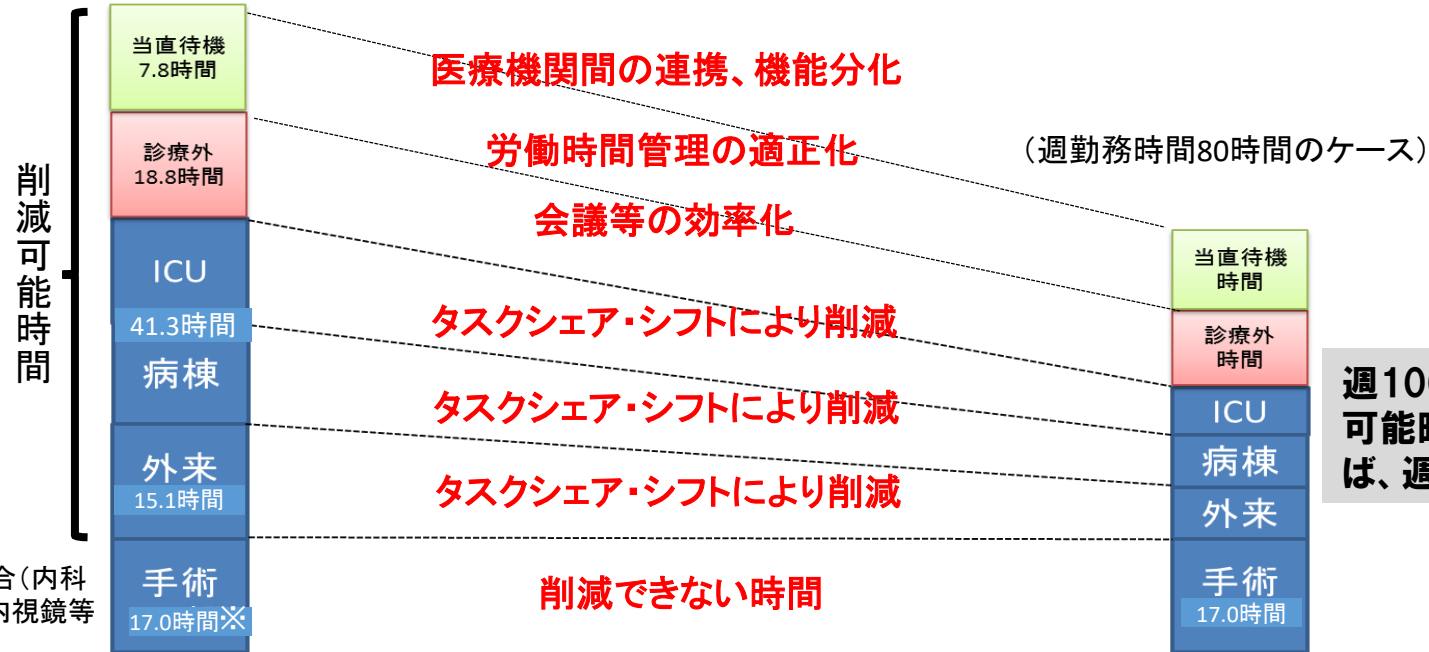 削減可能時間
当直待機
7.8時間
診療外
18.8時間
ICU
41.3時間
病棟
外来
15.1時間
手術
17.0時間※
合(内科
内視鏡等
医療機関間の連携、機能分化
労働時間管理の適正化
会議等の効率化
タスクシェア・シフトにより削減
タスクシェア・シフトにより削減
タスクシェア・シフトにより削減
削減できない時間
(週勤務時間80時間のケース)
当直待機
時間
診療外
時間
ICU
病棟
外来
手術
17.0時間
週10
可能
ば、週